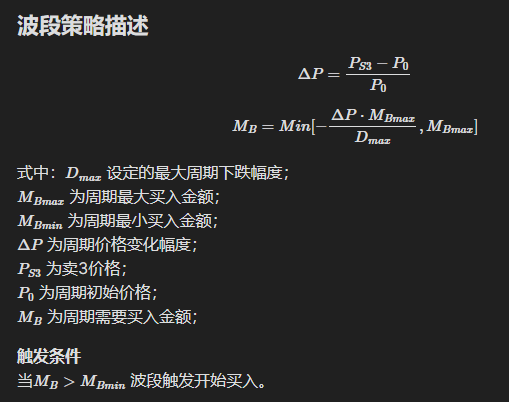 波段策略描述
$$\Delta P = \frac{P_{S3} - P_0}{P_0}$$
$$M_B = Min[-\frac{\Delta P \cdot M_{Bmax}}{D_{max}}, M_{Bmax}]$$
式中：$D_{max}$ 设定的最大周期下跌幅度；
$M_{Bmax}$ 为周期最大买入金额；
$M_{Bmin}$ 为周期最小买入金额；
$\Delta P$ 为周期价格变化幅度；
$P_{S3}$ 为卖3价格；
$P_0$ 为周期初始价格；
$M_B$ 为周期需要买入金额；
触发条件
当$M_B > M_{Bmin}$ 波段触发开始买入。